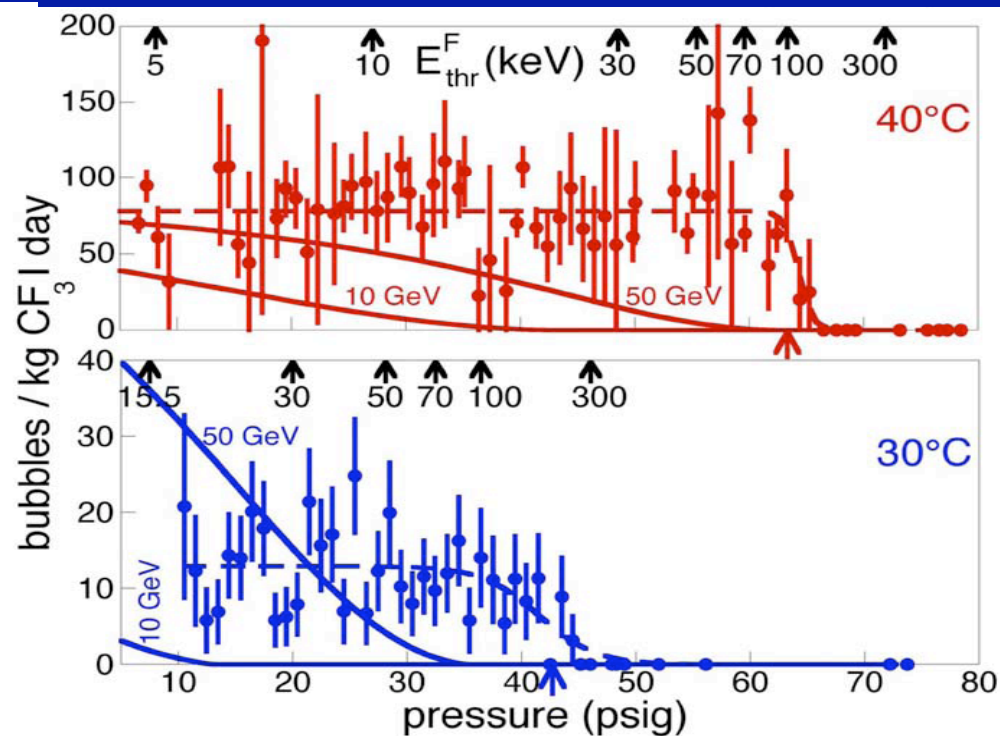 200
150
100
50
0
5 10 E_thr^F (keV) 30 50 70 100 300
40°C
10 GeV 50 GeV
bubbles / kg CF_3I day
40
30
20
10
0
15.5 30 50 70 100 300
30°C
50 GeV
10 GeV
10 20 30 40 50 60 70 80
pressure (psig)